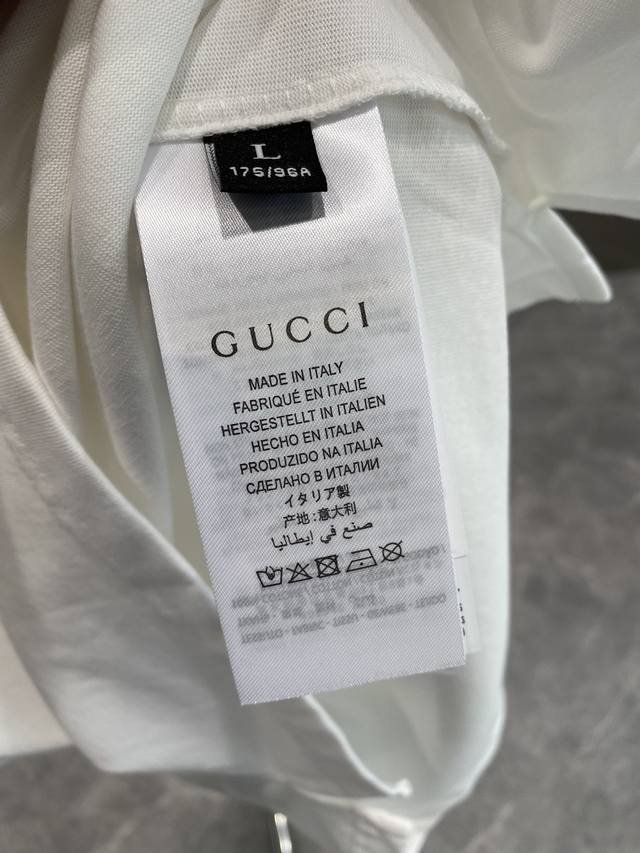 L
175/96A
GUCCI
MADE IN ITALY
FABRIQUÉ EN ITALIE
HERGESTELLT IN ITALIEN
HECHO EN ITALIA
PRODUZIDO NA ITALIA
СДЕЛАНО В ИТАЛИИ
イタリア製
产地:意大利
صنع في إيطاليا